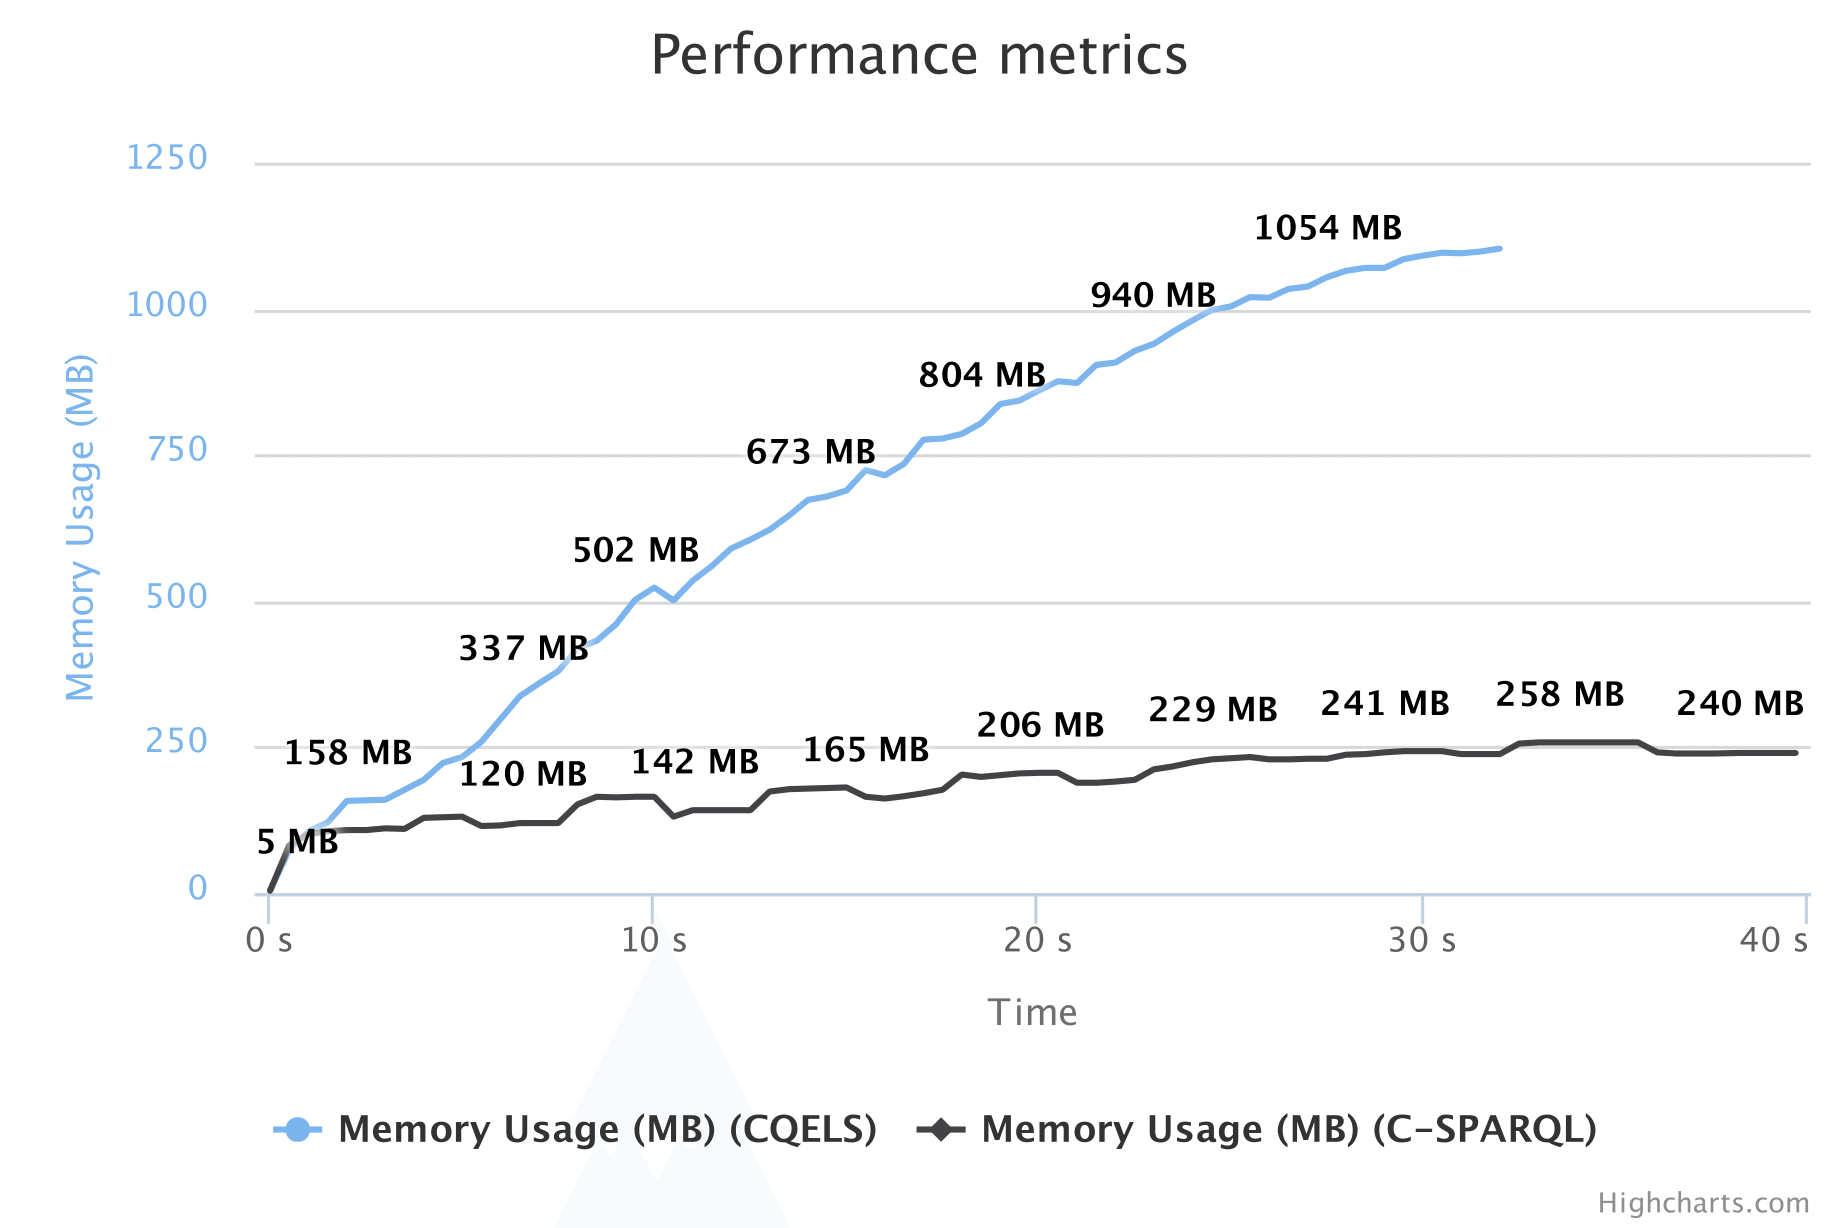 Performance metrics
1250
1000
750
500
250
0
Memory Usage (MB)
1054 MB
940 MB
804 MB
673 MB
502 MB
337 MB
158 MB
5 MB
120 MB
142 MB
165 MB
206 MB
229 MB
241 MB
258 MB
240 MB
0 s
10 s
20 s
30 s
40 s
Time
Memory Usage (MB) (CQELS)
Memory Usage (MB) (C-SPARQL)
Highcharts.com